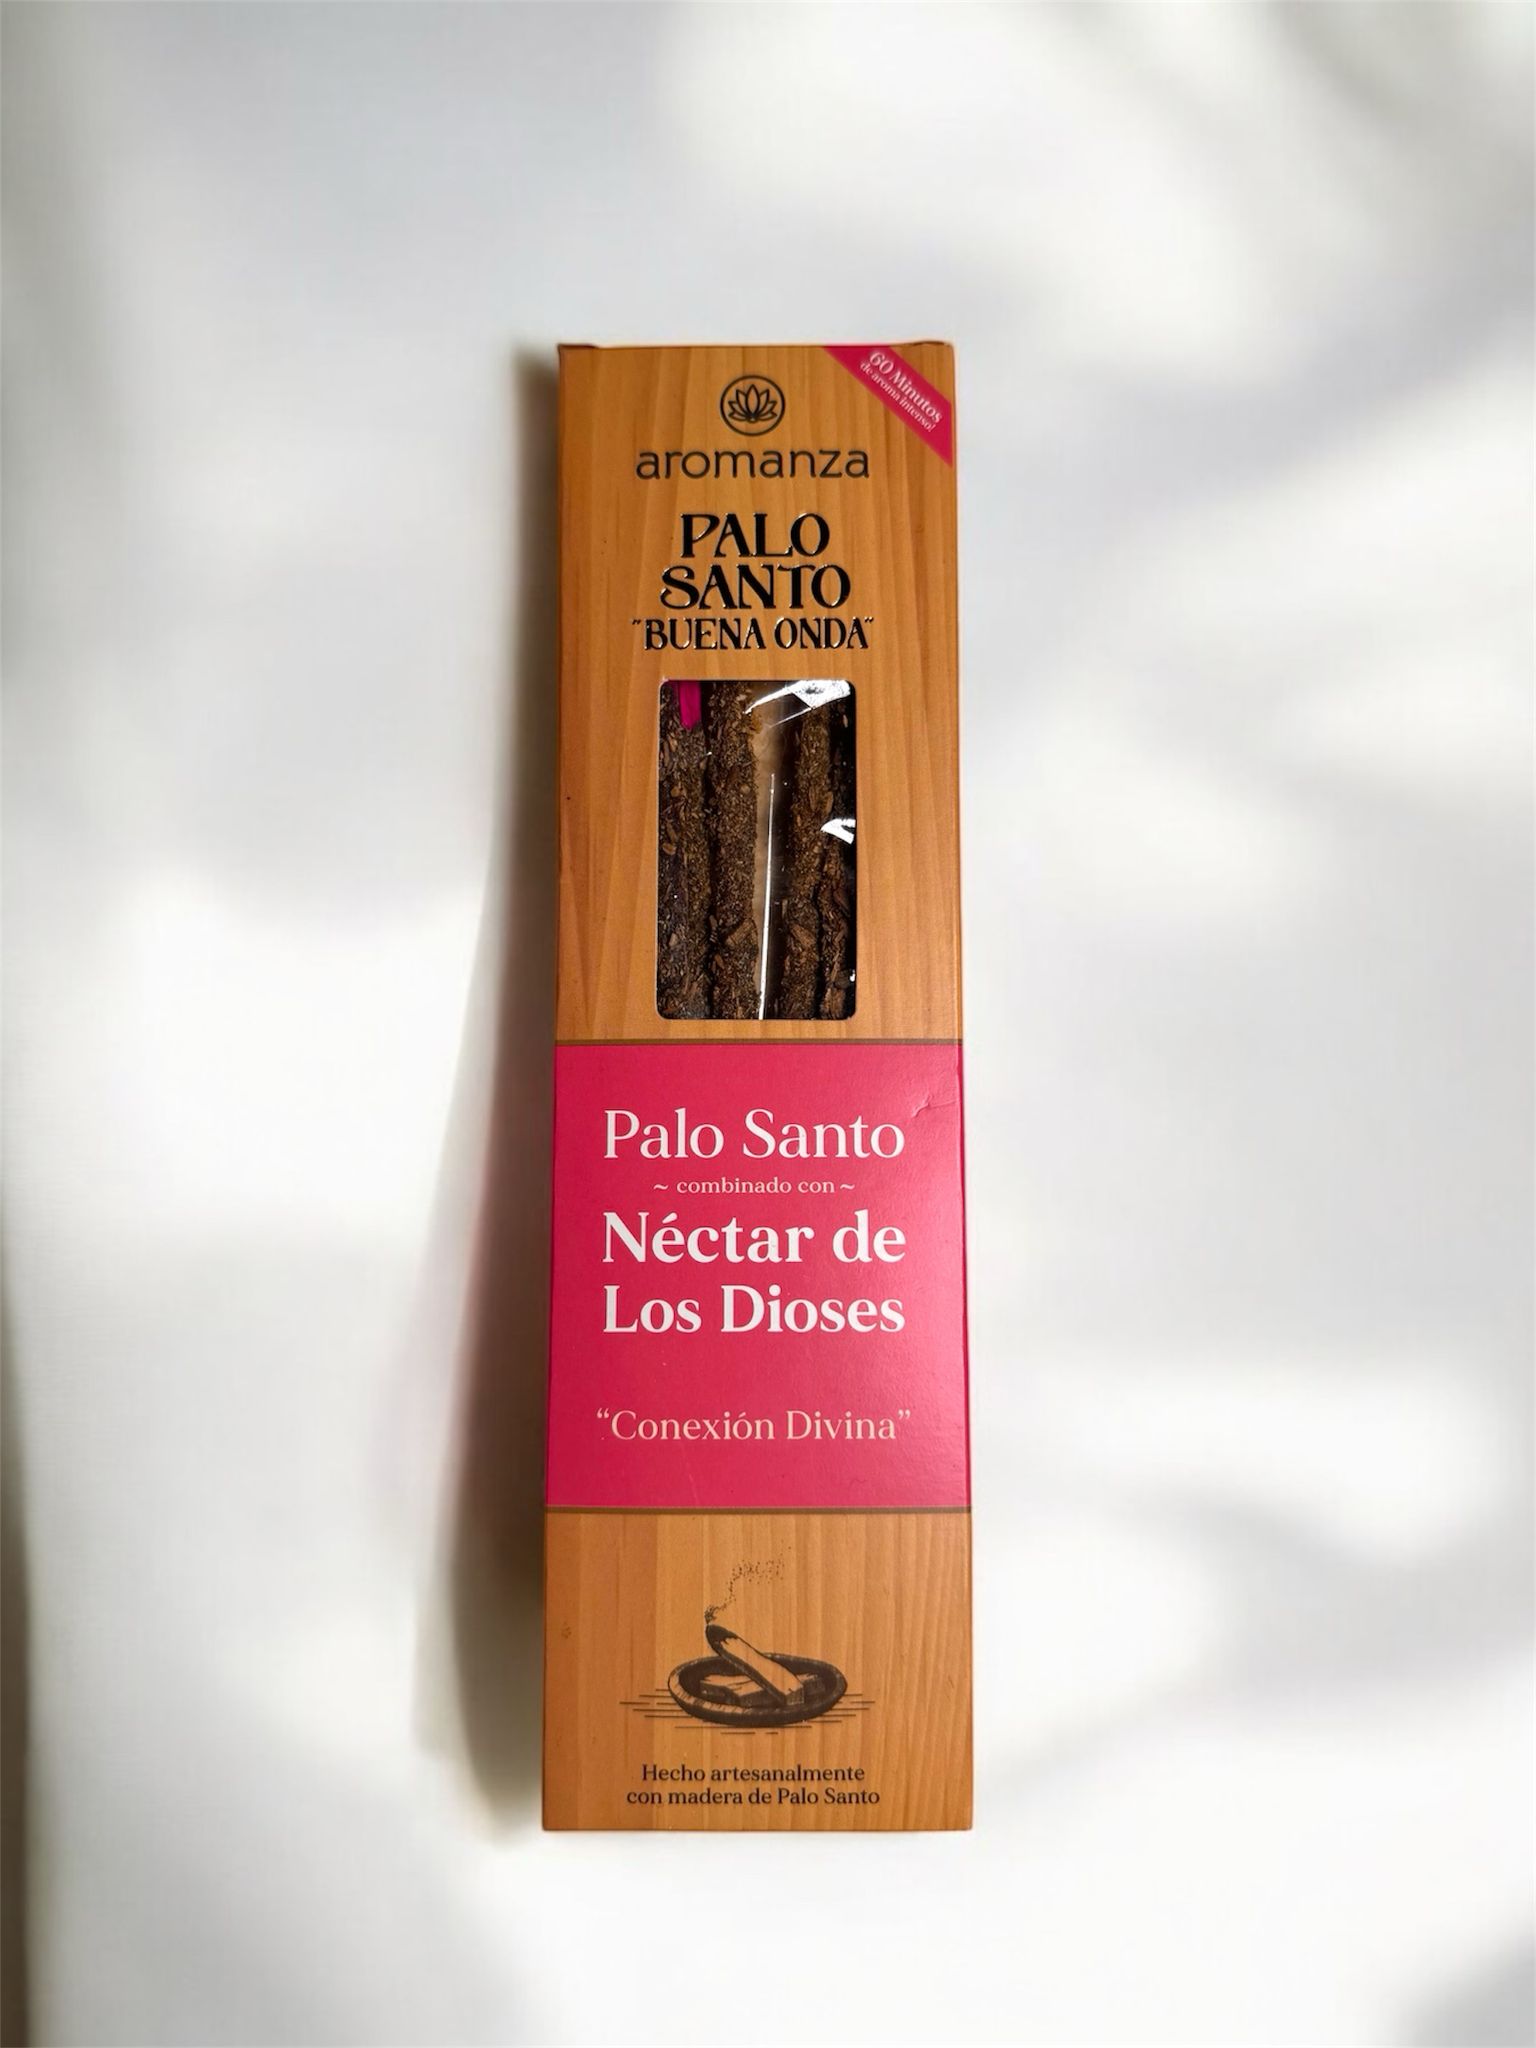 60 Minutos
de aroma intenso!
aromanza
PALO
SANTO
"BUENA ONDA"
Palo Santo
~ combinado con ~
Néctar de
Los Dioses
“Conexión Divina”
Hecho artesanalmente
con madera de Palo Santo